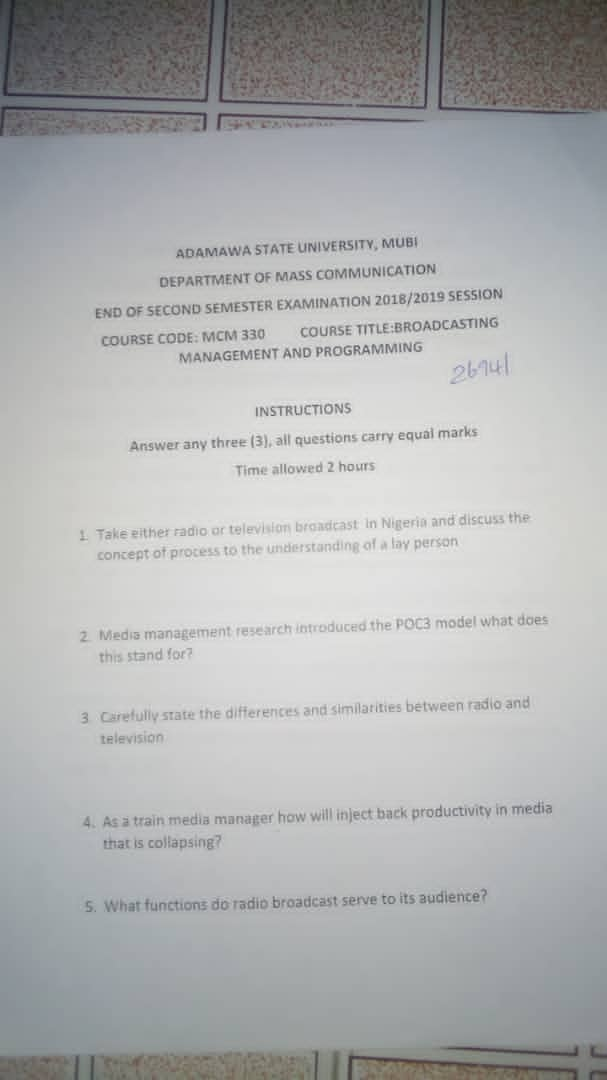 ADAMAWA STATE UNIVERSITY, MUBI
DEPARTMENT OF MASS COMMUNICATION
END OF SECOND SEMESTER EXAMINATION 2018/2019 SESSION
COURSE CODE: MCM 330 COURSE TITLE:BROADCASTING
MANAGEMENT AND PROGRAMMING
26941
INSTRUCTIONS
Answer any three (3), all questions carry equal marks
Time allowed 2 hours
1. Take either radio or television broadcast in Nigeria and discuss the
concept of process to the understanding of a lay person
2. Media management research introduced the POC3 model what does
this stand for?
3. Carefully state the differences and similarities between radio and
television
4. As a train media manager how will inject back productivity in media
that is collapsing?
5. What functions do radio broadcast serve to its audience?